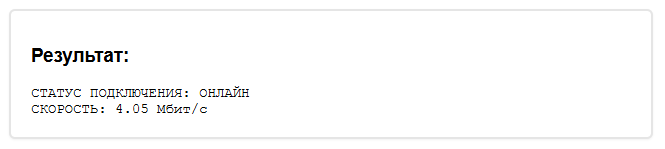 Результат:
СТАТУС ПОДКЛЮЧЕНИЯ: ОНЛАЙН
СКОРОСТЬ: 4.05 Мбит/с